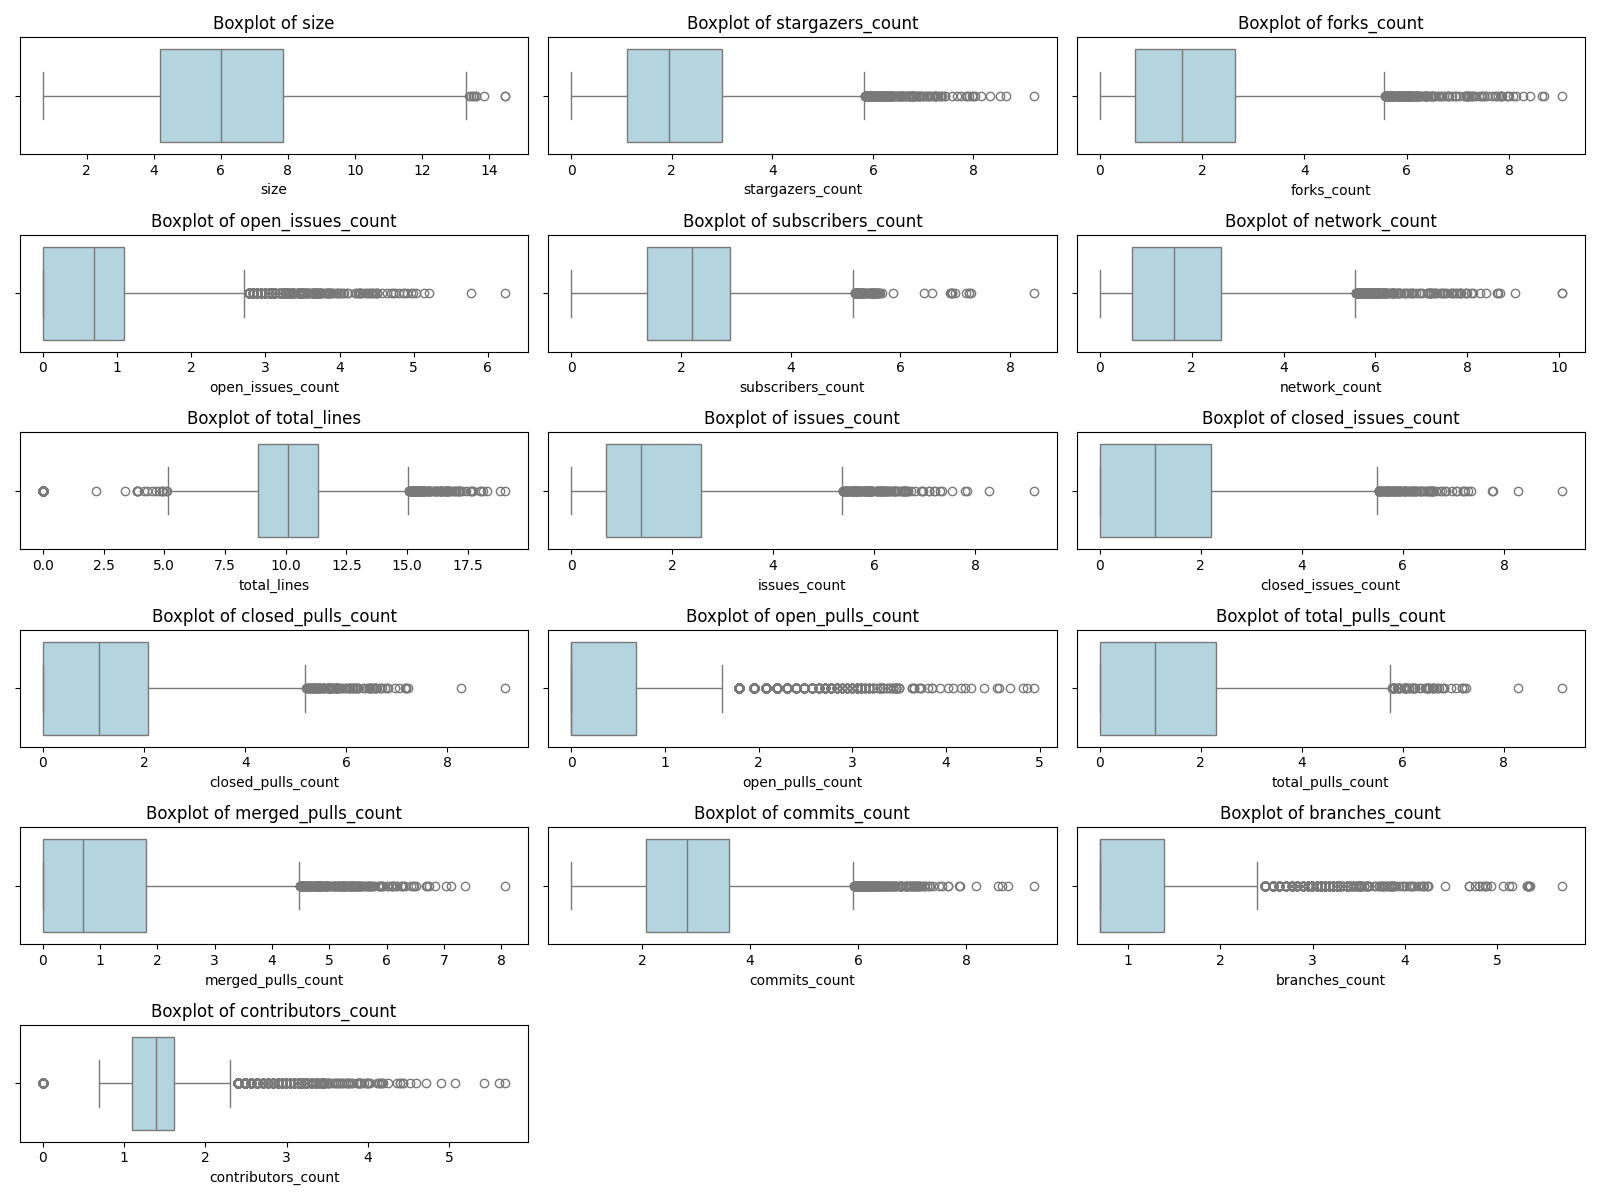 Boxplot of size
Boxplot of stargazers_count
Boxplot of forks_count
2 4 6 8 10 12 14
0 2 4 6 8
0 2 4 6 8
size
stargazers_count
forks_count
Boxplot of open_issues_count
Boxplot of subscribers_count
Boxplot of network_count
0 1 2 3 4 5 6
0 2 4 6 8
0 2 4 6 8 10
open_issues_count
subscribers_count
network_count
Boxplot of total_lines
Boxplot of issues_count
Boxplot of closed_issues_count
0.0 2.5 5.0 7.5 10.0 12.5 15.0 17.5
0 2 4 6 8
0 2 4 6 8
total_lines
issues_count
closed_issues_count
Boxplot of closed_pulls_count
Boxplot of open_pulls_count
Boxplot of total_pulls_count
0 2 4 6 8
0 1 2 3 4 5
0 2 4 6 8
closed_pulls_count
open_pulls_count
total_pulls_count
Boxplot of merged_pulls_count
Boxplot of commits_count
Boxplot of branches_count
0 1 2 3 4 5 6 7 8
2 4 6 8
1 2 3 4 5
merged_pulls_count
commits_count
branches_count
Boxplot of contributors_count
0 1 2 3 4 5
contributors_count